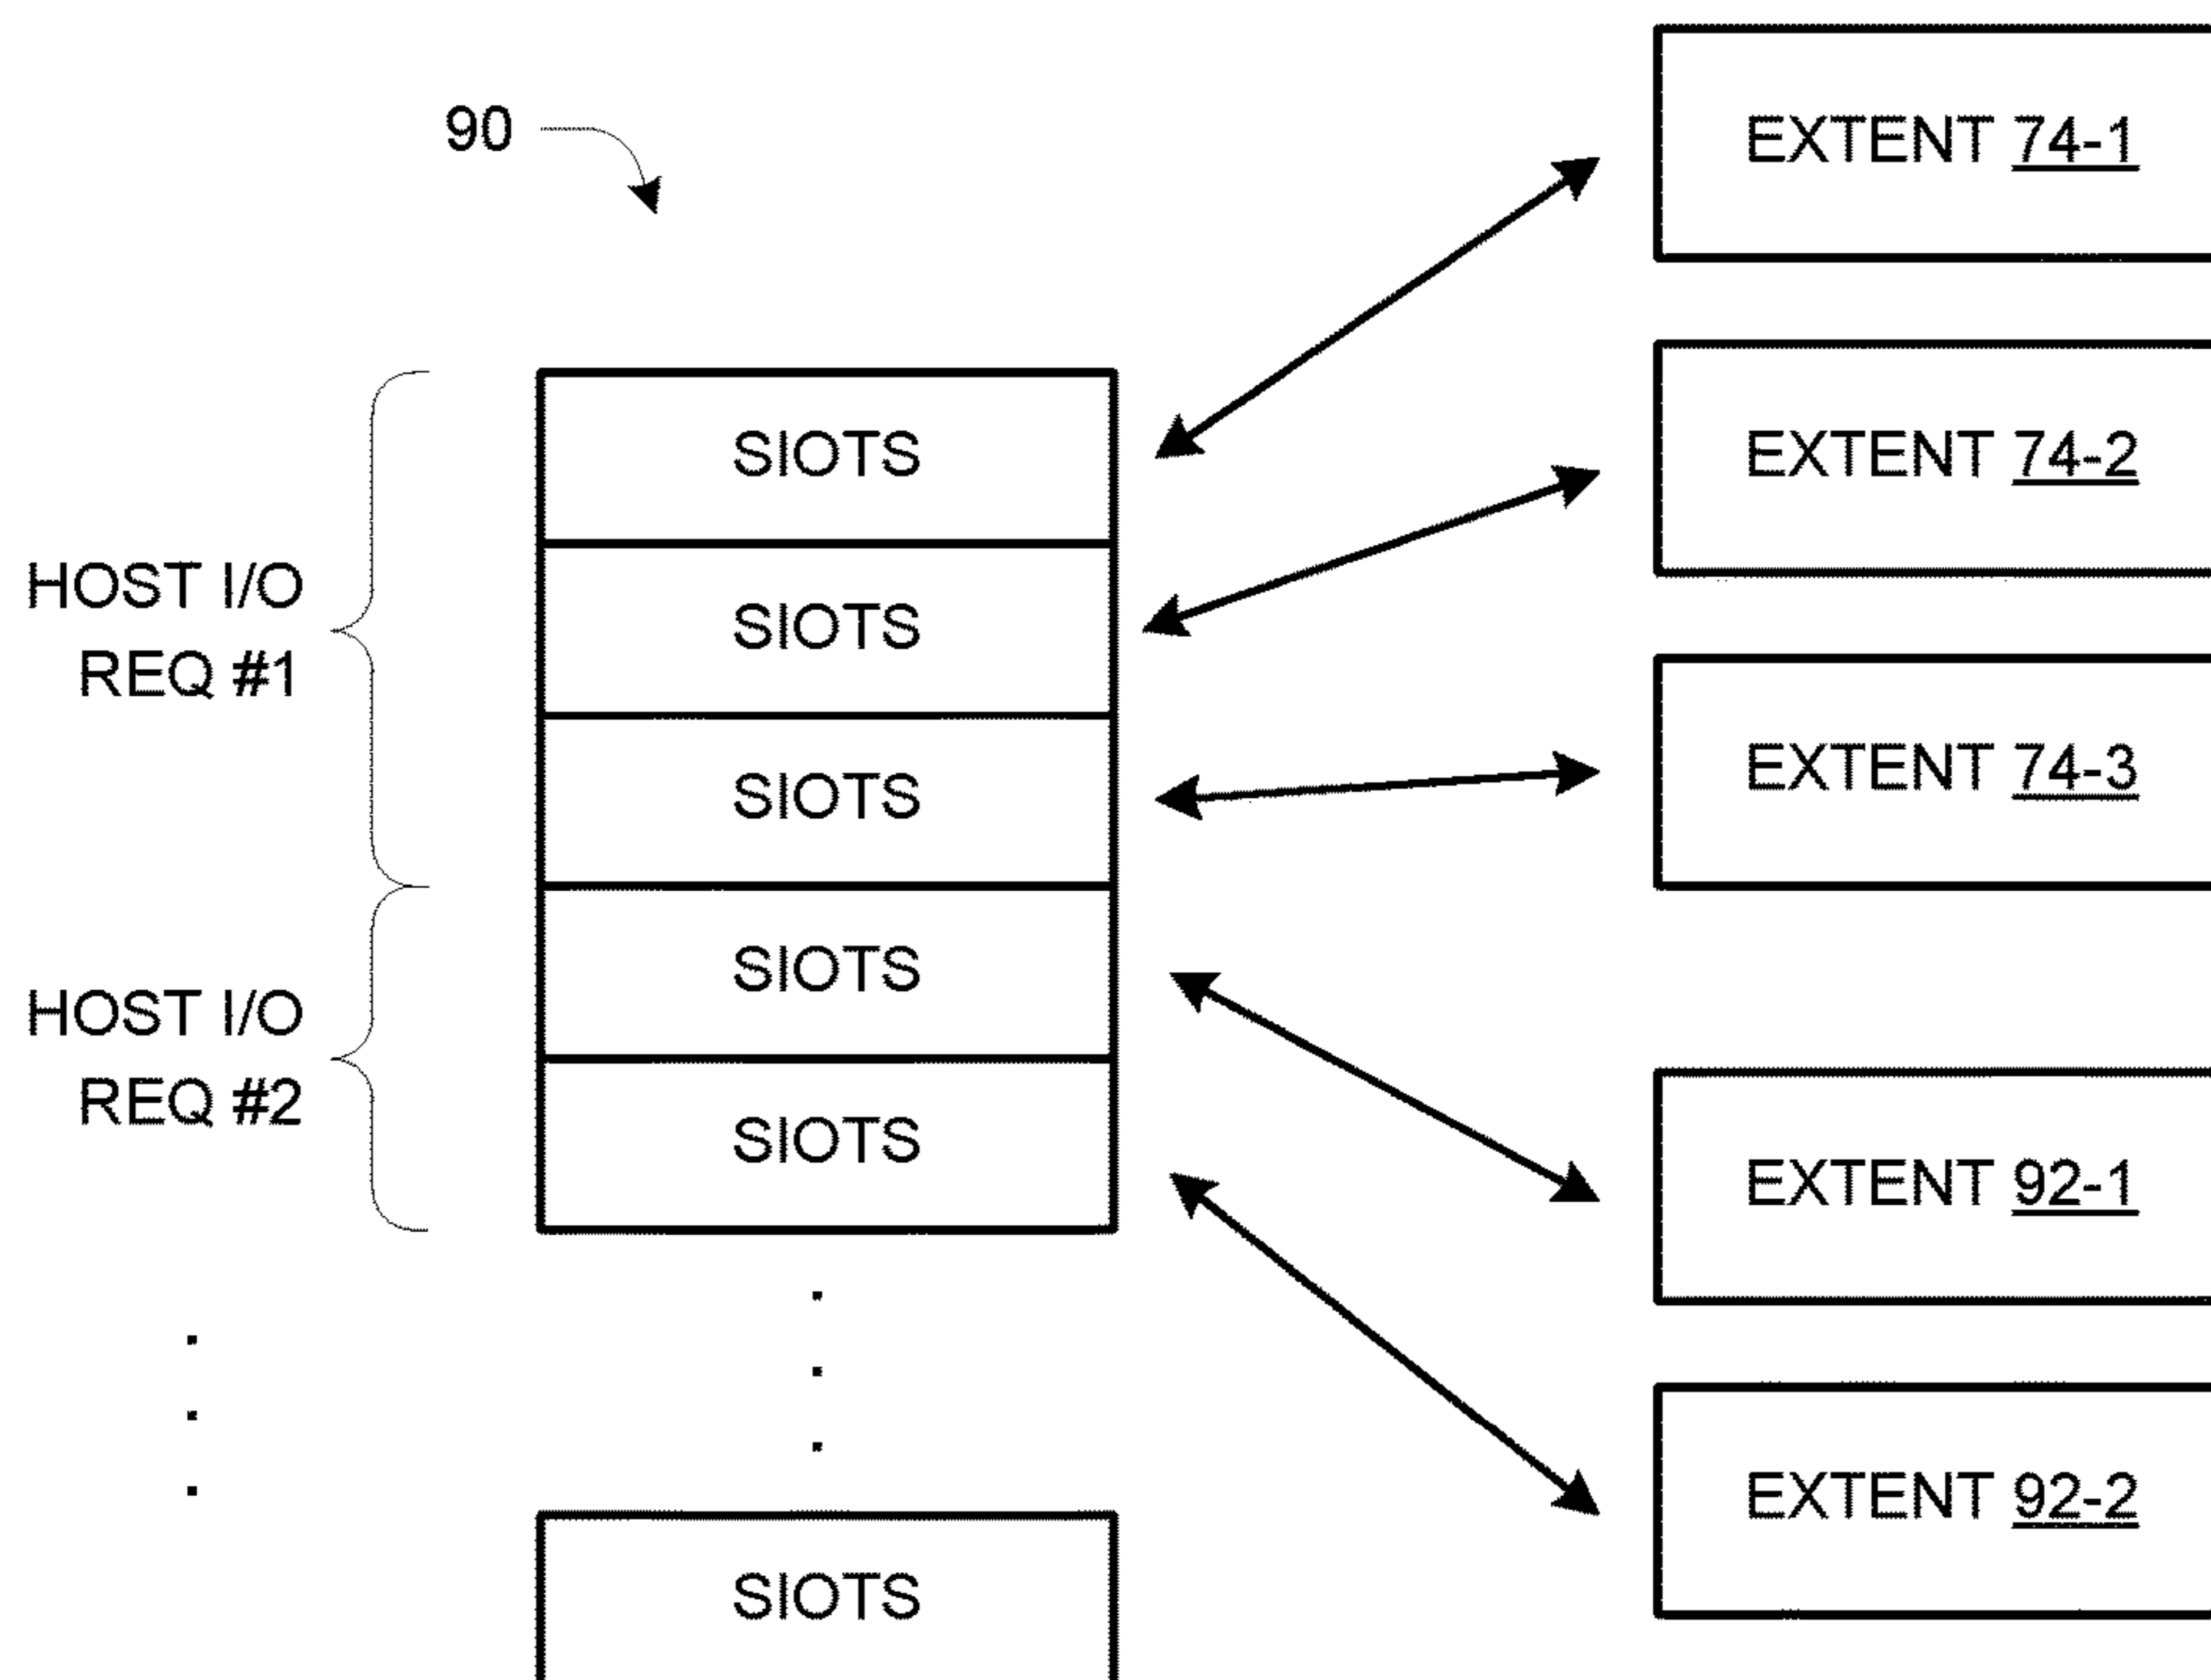 90
HOST I/O
REQ #1
HOST I/O
REQ #2
SIOTS
SIOTS
SIOTS
SIOTS
SIOTS
SIOTS
EXTENT 74-1
EXTENT 74-2
EXTENT 74-3
EXTENT 92-1
EXTENT 92-2